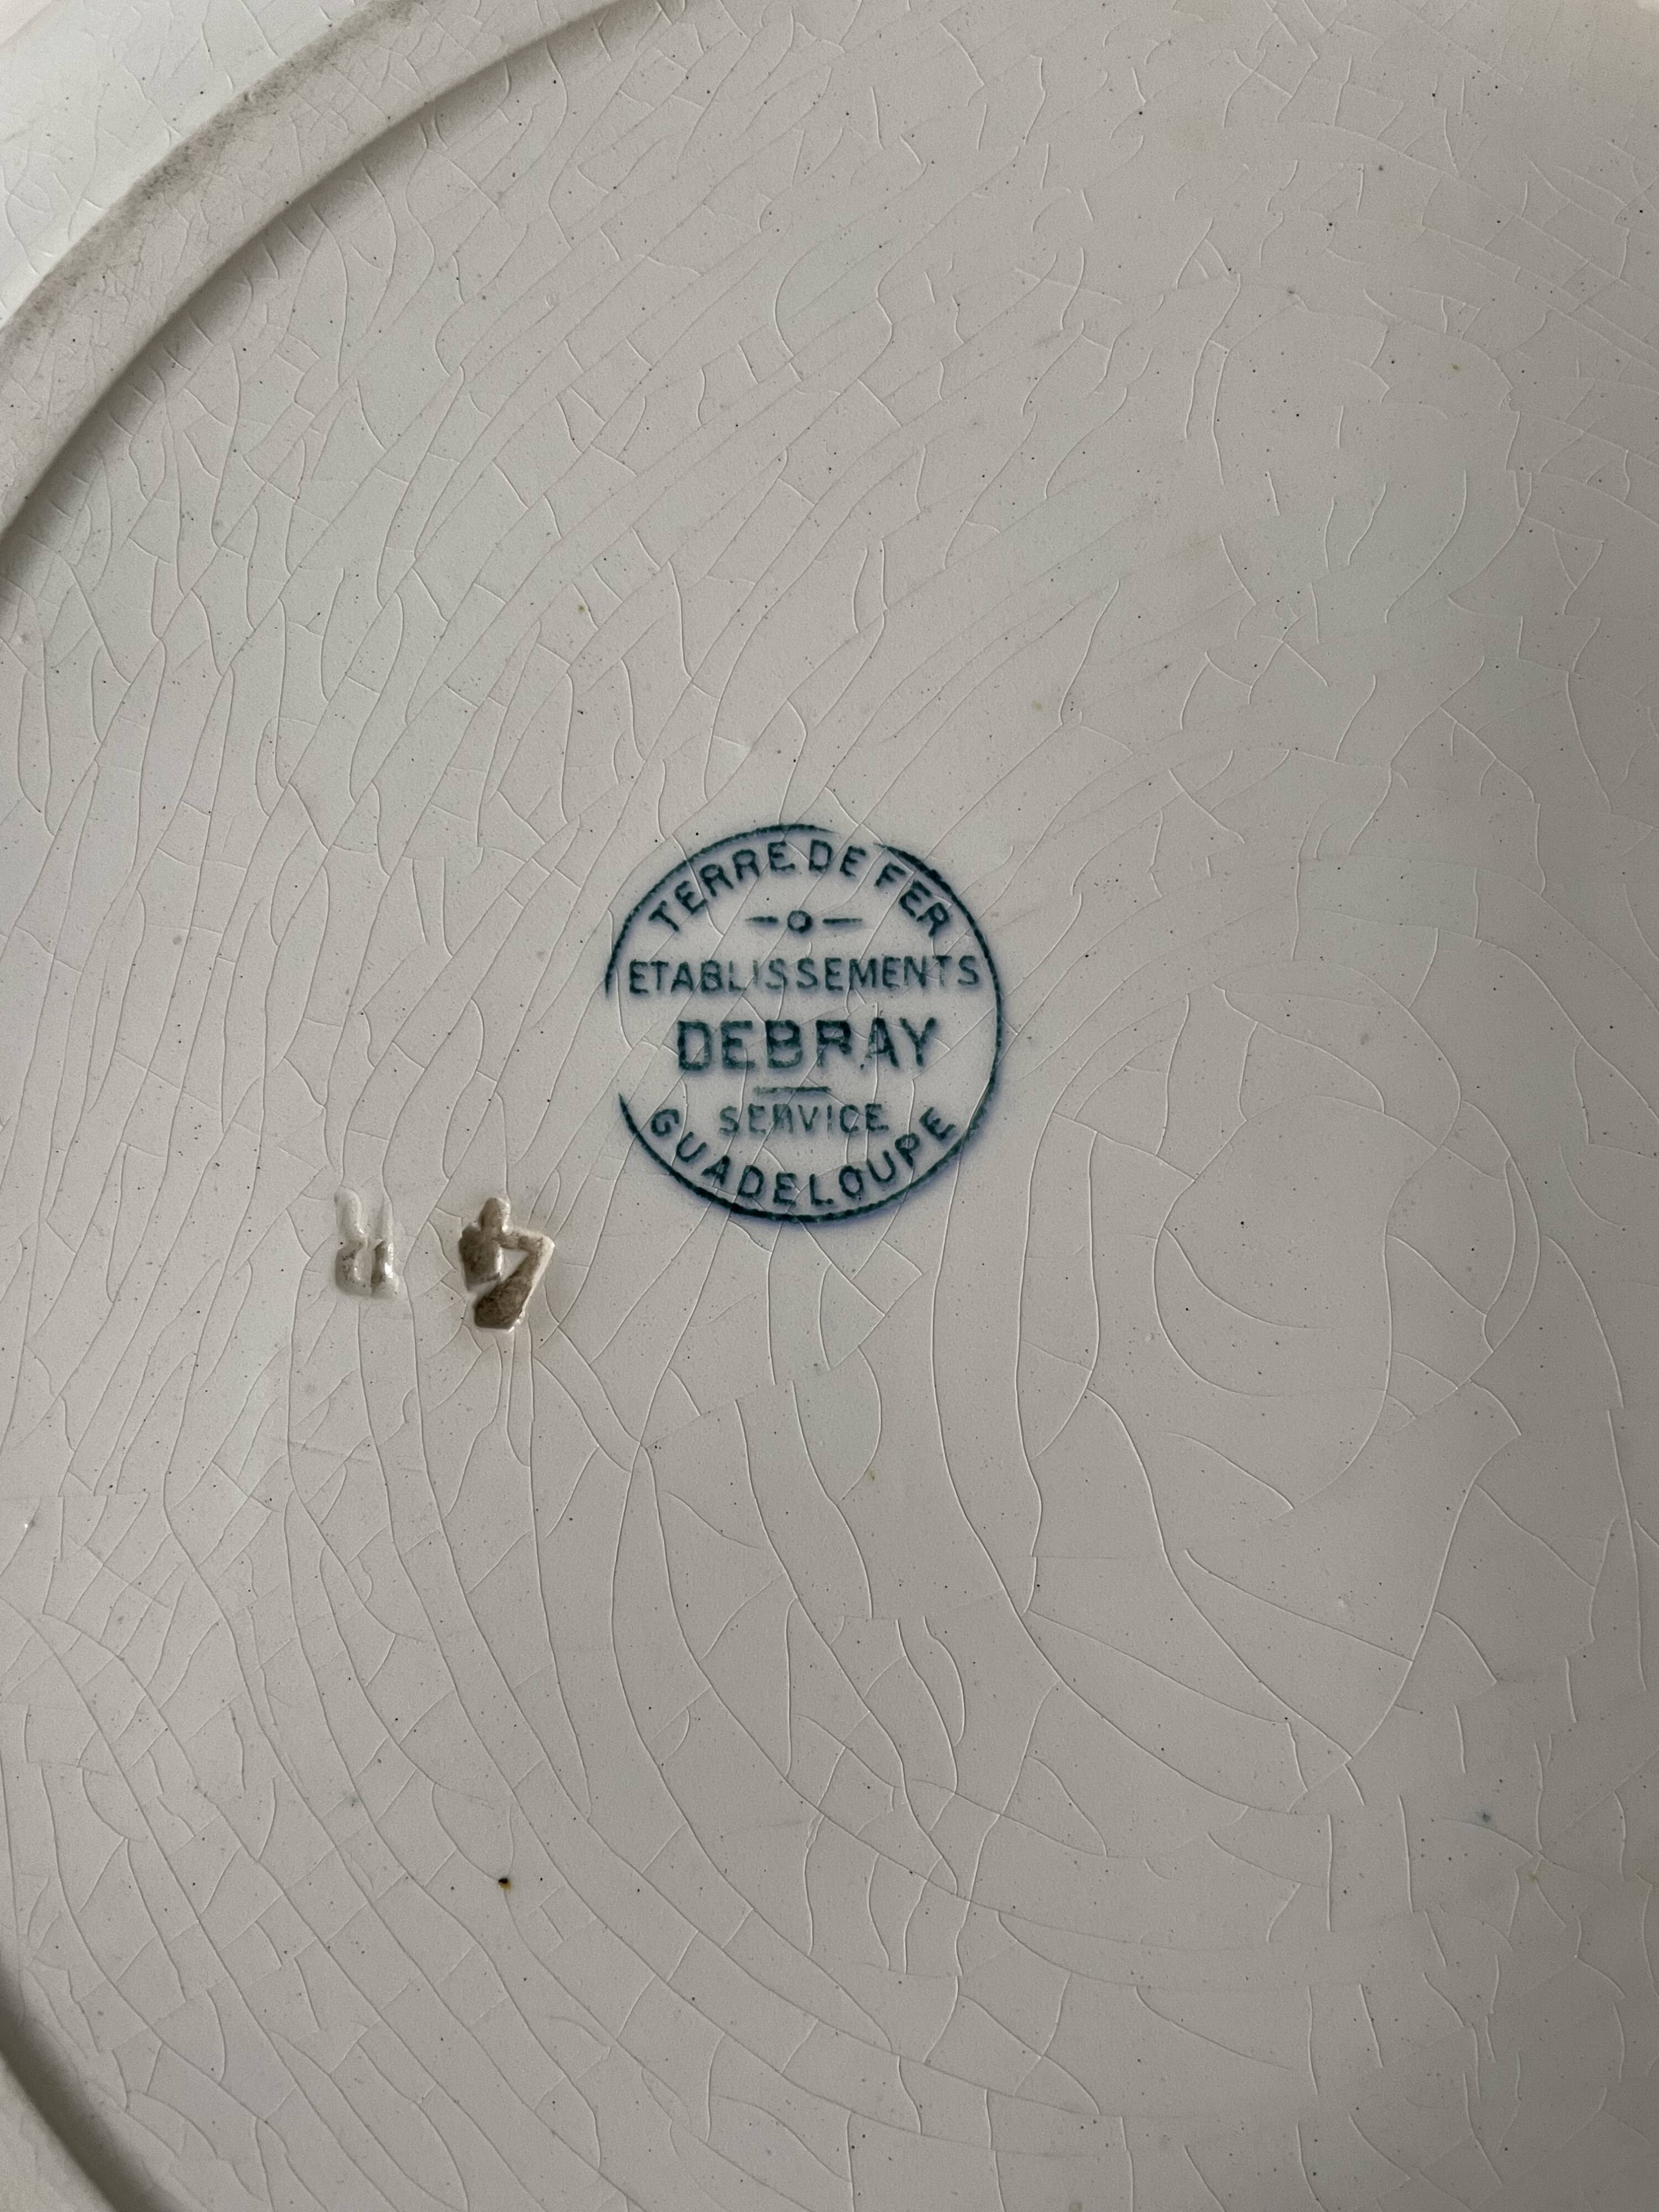 TERRE DE FER
ETABLISSEMENTS
DEBRAY
SERVICE
GUADELOUPE